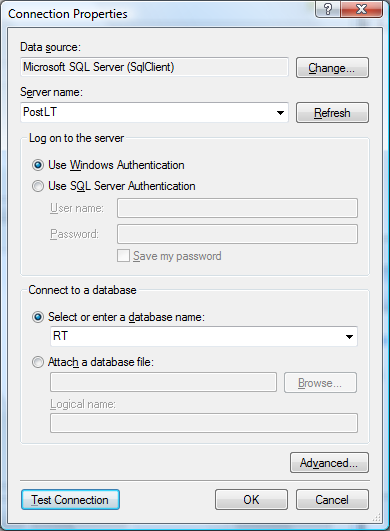 Connection Properties
Data source:
Microsoft SQL Server (SqlClient)
Change...
Server name:
PostLT
Refresh
Log on to the server
Use Windows Authentication
Use SQL Server Authentication
User name:
Password:
Save my password
Connect to a database
Select or enter a database name:
RT
Attach a database file:
Browse...
Logical name:
Advanced...
Test Connection
OK
Cancel